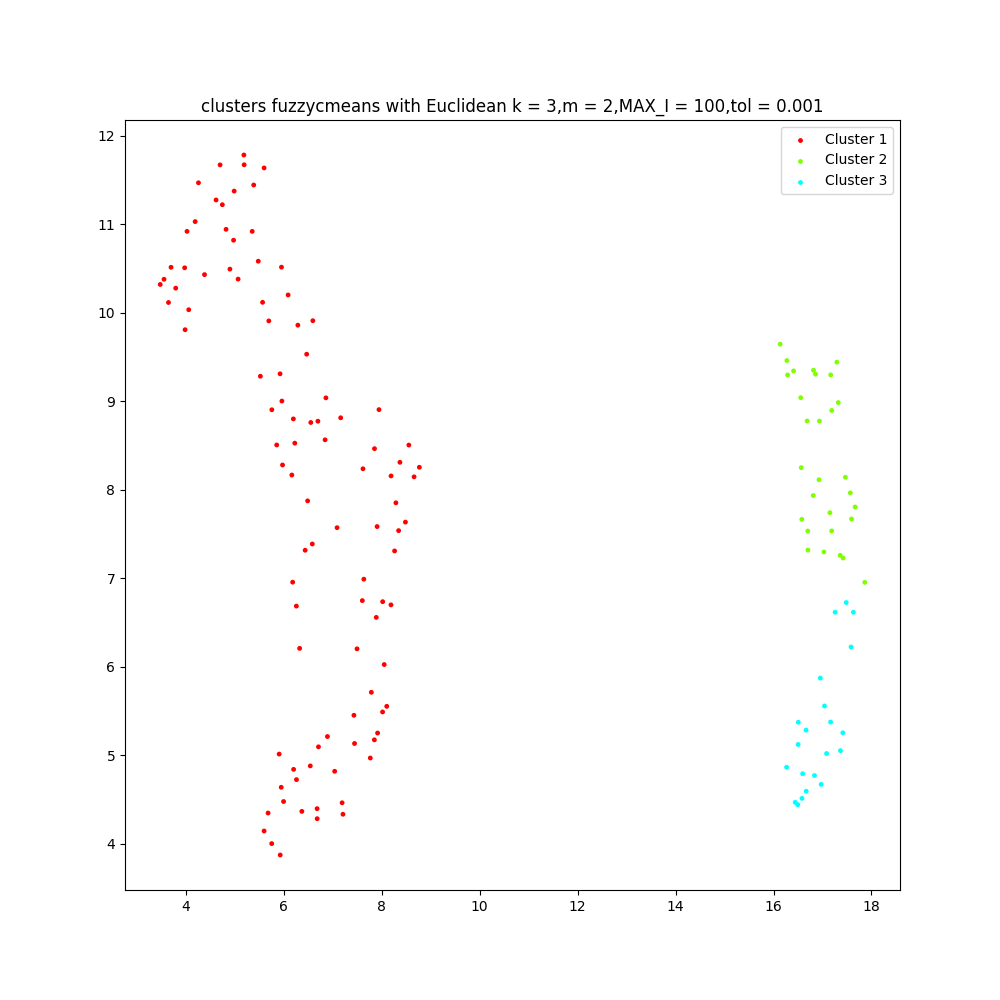 clusters fuzzycmeans with Euclidean k = 3,m = 2,MAX_I = 100,tol = 0.001
12
Cluster 1
Cluster 2
Cluster 3
11
10
9
8
7
6
5
4
4 6 8 10 12 14 16 18